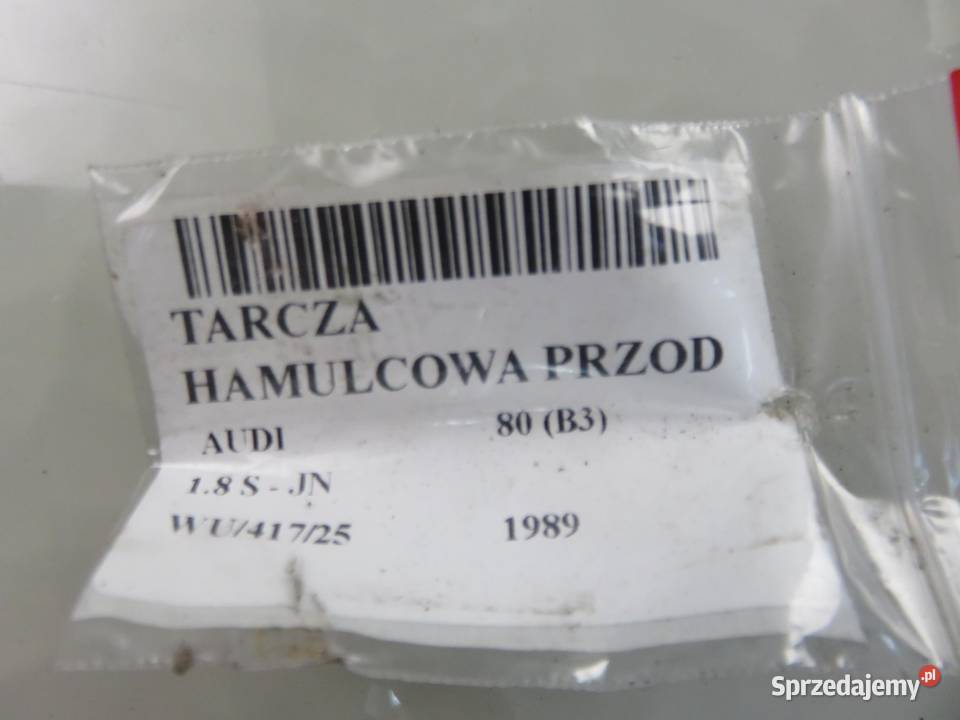 TARCZA
HAMULCOWA PRZOD
AUDI 80 (B3)
1.8 S - JN
WU/417/25 1989
Sprzedajemy.pl